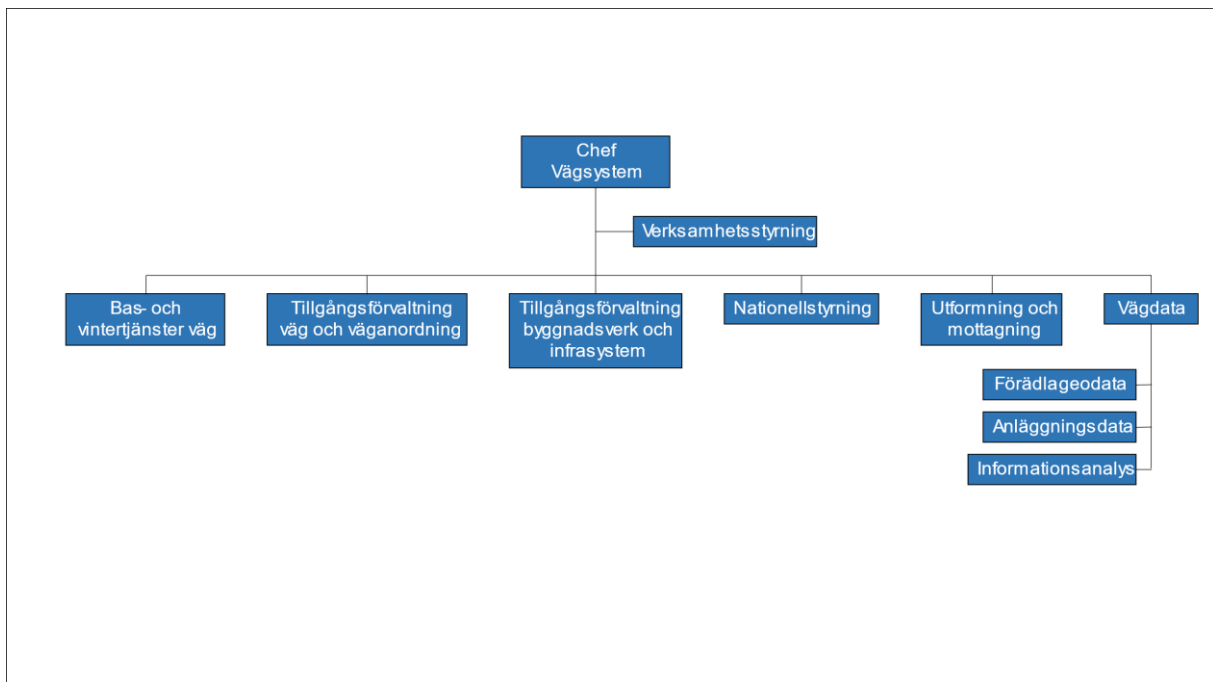 Chef
Vägsystem
Verksamhetsstyrning
Bas- och
vintertjänster väg
Tillgångsförvaltning
väg och väganordning
Tillgångsförvaltning
byggnadsverk och
infrasystem
Nationellstyrning
Utformning och
mottagning
Vägdata
Förädlageodata
Anläggningsdata
Informationsanalys